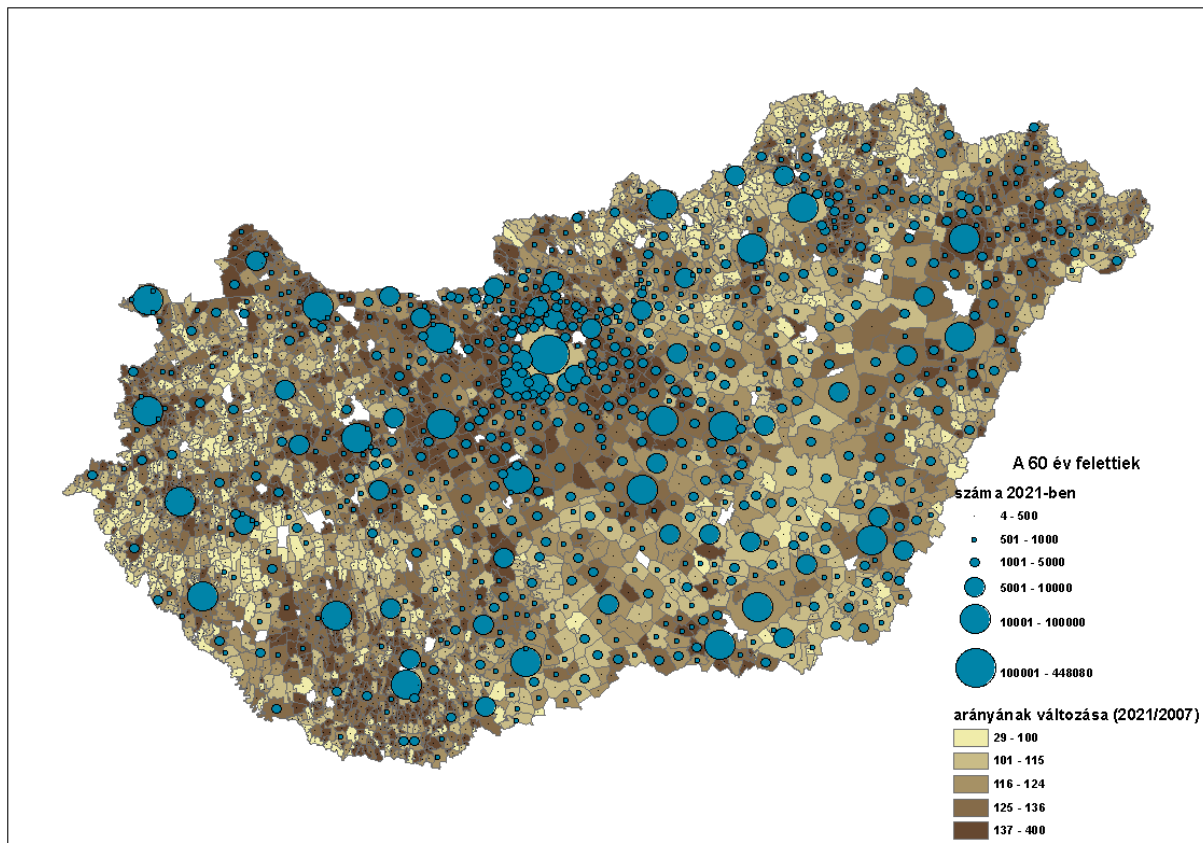 A 60 év felettiek
száma 2021-ben
4 - 500
501 - 1000
1001 - 5000
5001 - 10000
10001 - 100000
100001 - 448080
arányának változása (2021/2007)
29 - 100
101 - 115
116 - 124
125 - 136
137 - 400